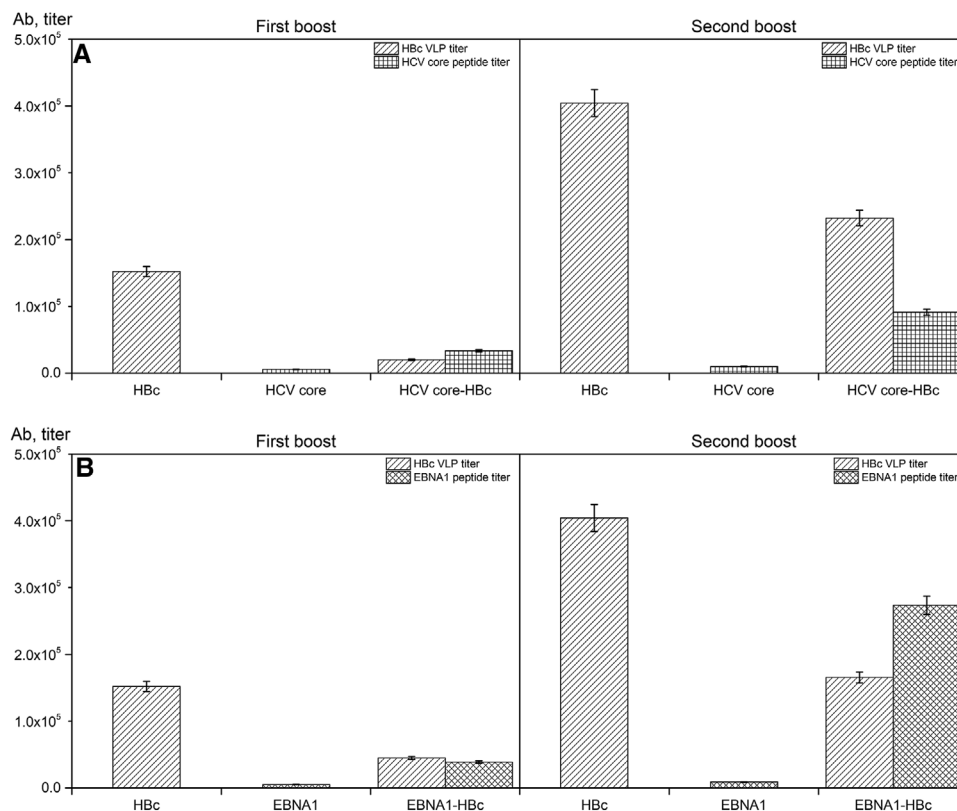 Ab, titer
First boost
Second boost
A
HBc VLP titer
HCV core peptide titer
HBc VLP titer
HCV core peptide titer
5.0x10⁵
4.0x10⁵
3.0x10⁵
2.0x10⁵
1.0x10⁵
0.0
HBc HCV core HCV core-HBc HBc HCV core HCV core-HBc
Ab, titer
First boost
Second boost
B
HBc VLP titer
EBNA1 peptide titer
HBc VLP titer
EBNA1 peptide titer
5.0x10⁵
4.0x10⁵
3.0x10⁵
2.0x10⁵
1.0x10⁵
0.0
HBc EBNA1 EBNA1-HBc HBc EBNA1 EBNA1-HBc